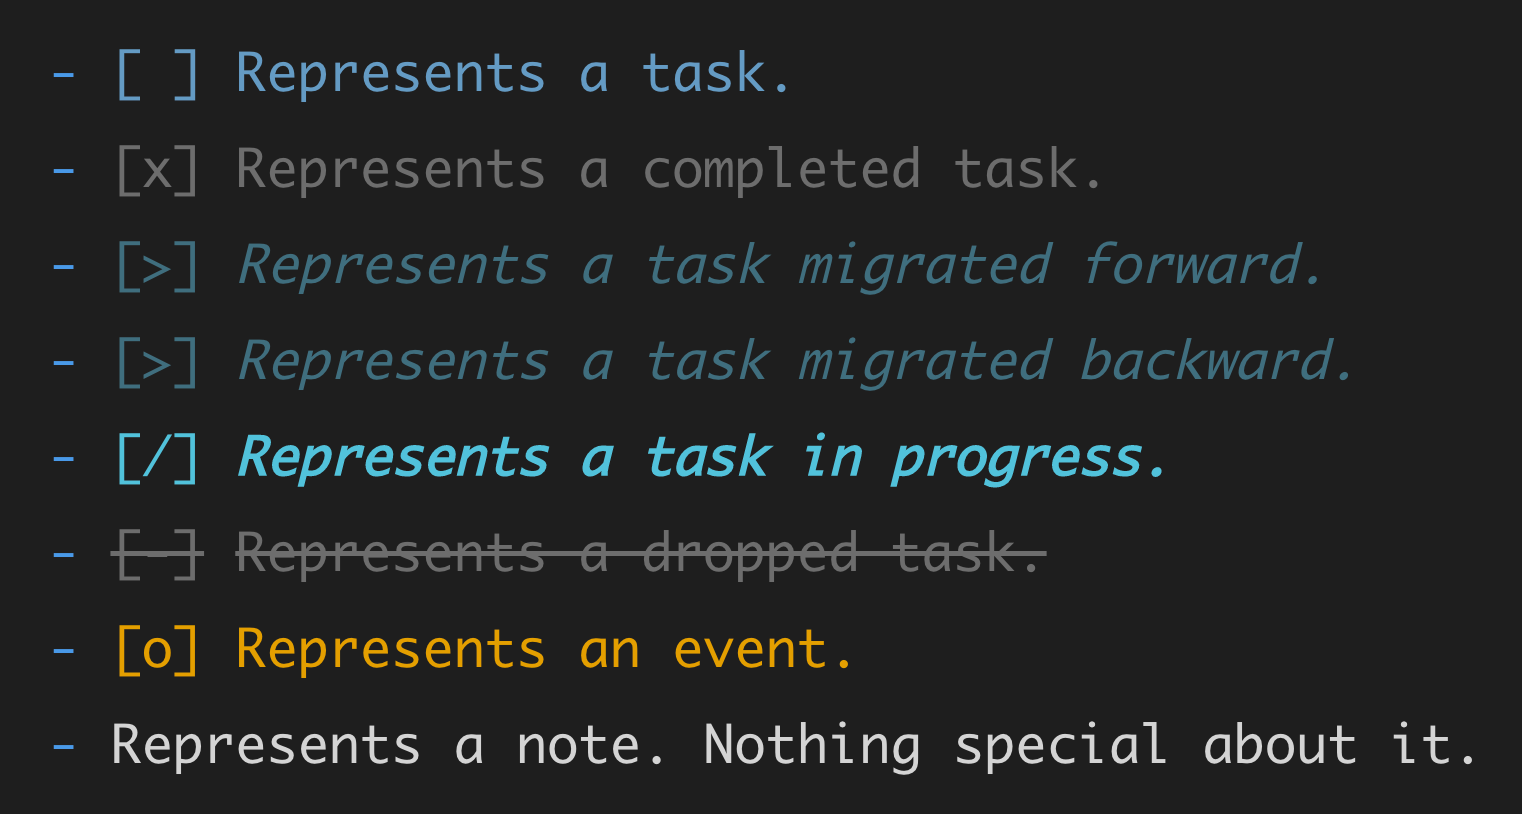 - [ ] Represents a task.
- [x] Represents a completed task.
- [>] Represents a task migrated forward.
- [>] Represents a task migrated backward.
- [/] Represents a task in progress.
- [-] Represents a dropped task.
- [o] Represents an event.
- Represents a note. Nothing special about it.